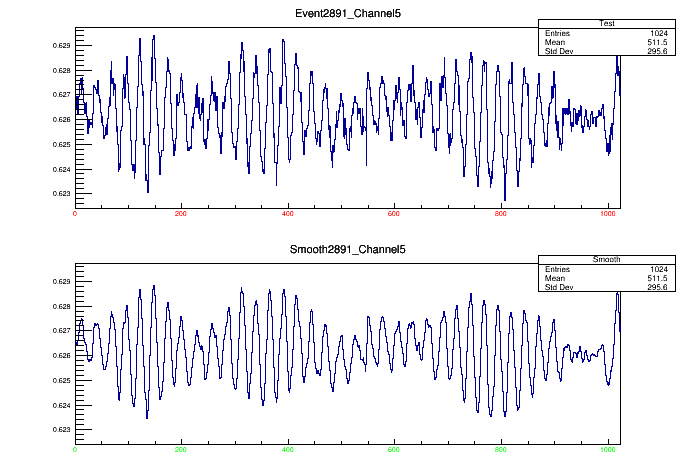 Event2891_Channel5
Test
Entries 1024
Mean 511.5
Std Dev 295.6
0.629
0.628
0.627
0.626
0.625
0.624
0.623
0 200 400 600 800 1000
Smooth2891_Channel5
Smooth
Entries 1024
Mean 511.5
Std Dev 295.6
0.629
0.628
0.627
0.626
0.625
0.624
0.623
0 200 400 600 800 1000